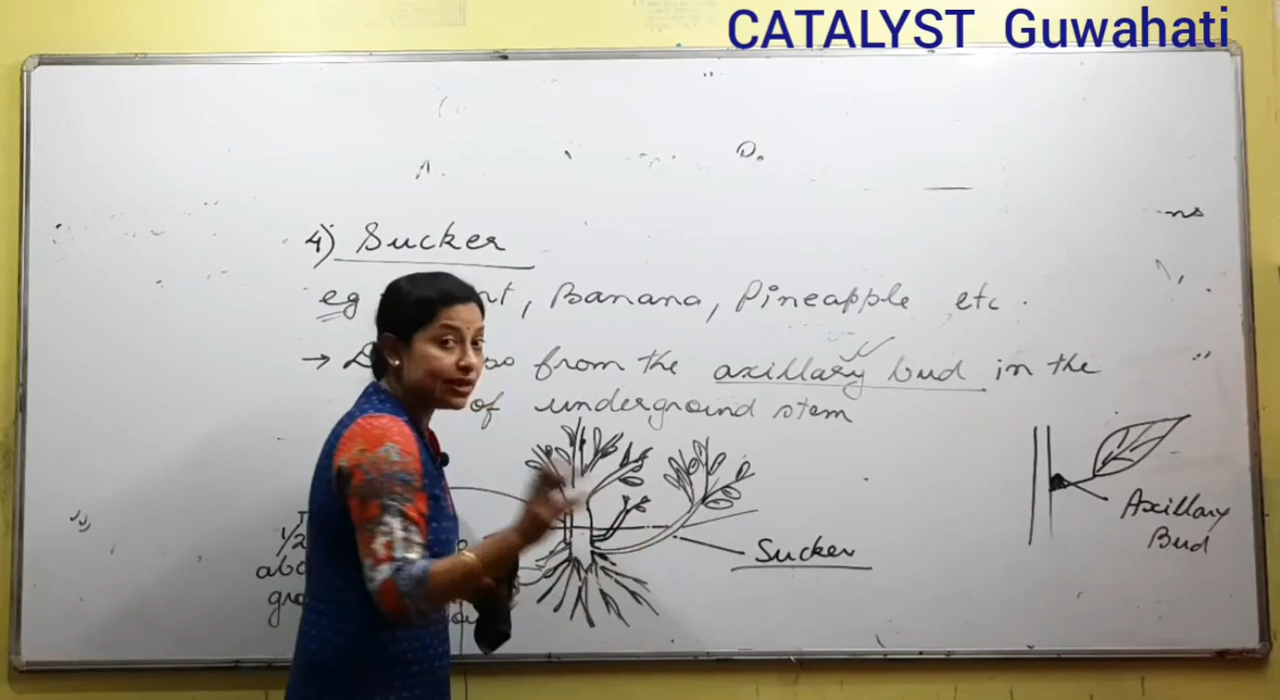 CATALYST Guwahati
4) Sucker
eg , Banana, Pineapple etc.
→ from the axillary bud in the
of underground stem
Sucker
Axillary
Bud